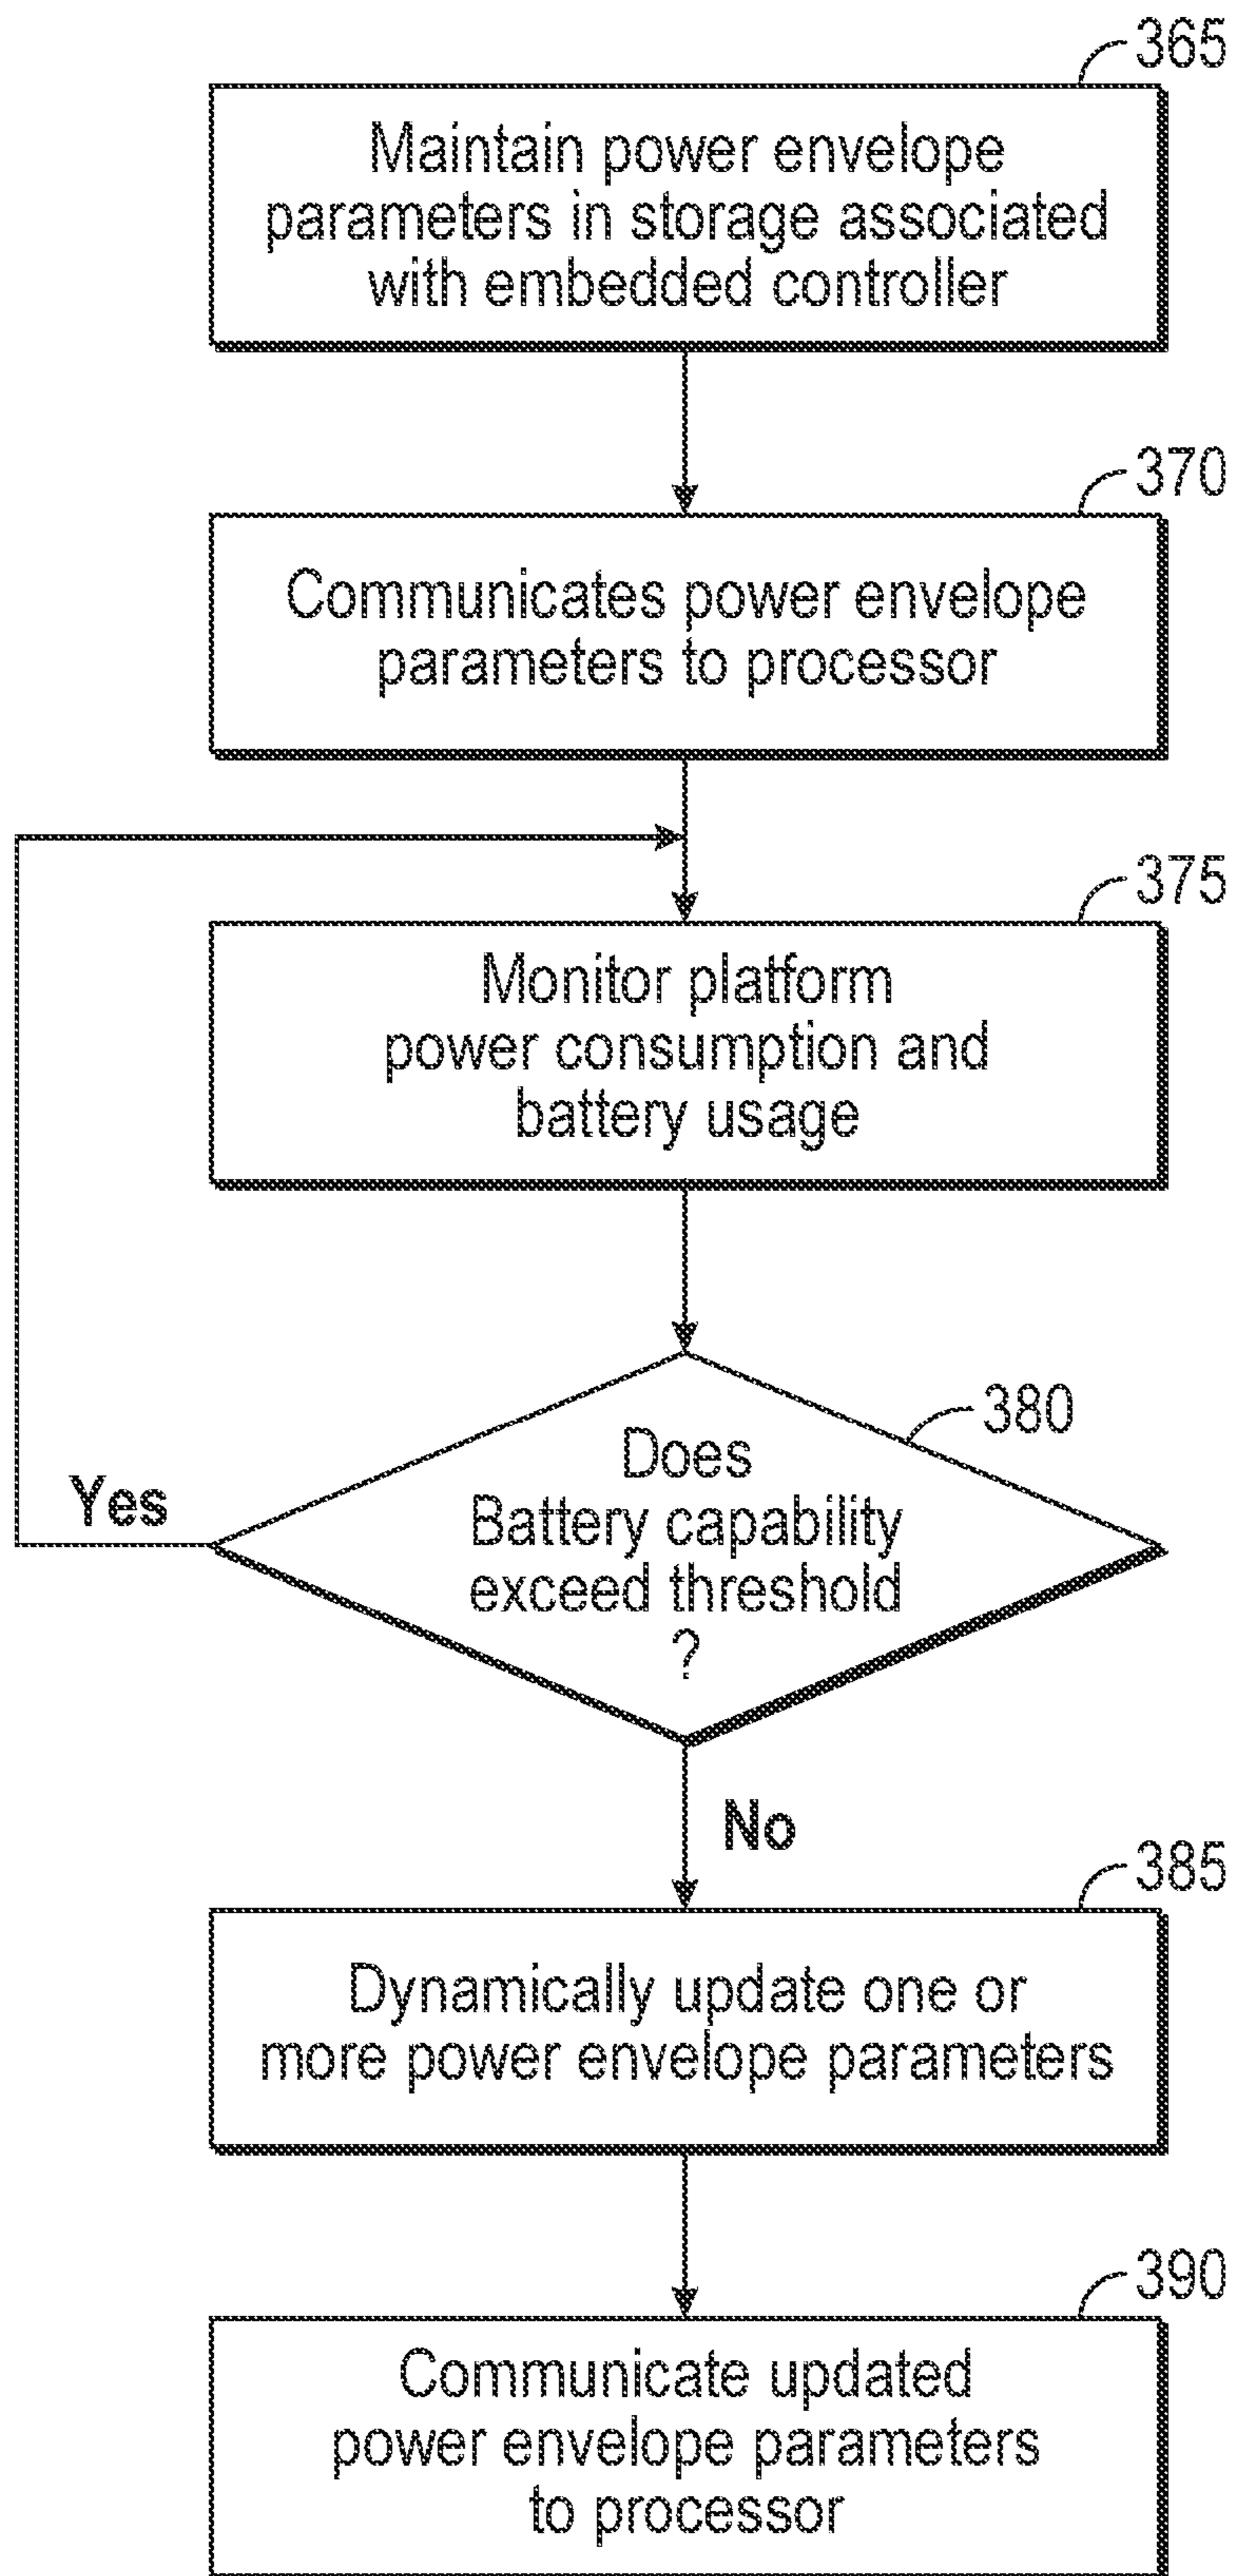 365
Maintain power envelope
parameters in storage associated
with embedded controller
370
Communicates power envelope
parameters to processor
375
Monitor platform
power consumption and
battery usage
380
Does
Battery capability
exceed threshold
?
Yes
No
385
Dynamically update one or
more power envelope parameters
390
Communicate updated
power envelope parameters
to processor